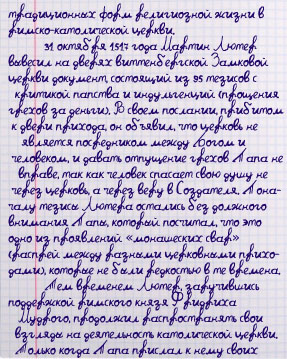 традиционных форм религиозной жизни в
римско-католической церкви.
31 октября 1517 года Мартин Лютер
вывесил на дверях виттенбергской Замковой
церкви документ, состоящий из 95 тезисов с
критикой папства и индульгенций (прощения
грехов за деньги). В своем послании, прибитом
к двери прихода, он объявил, что церковь не
является посредником между Богом и
человеком, и давать отпущение грехов Папа не
вправе, так как человек спасает свою душу не
через церковь, а через веру в Создателя. Пона-
чалу тезисы Лютера остались без должного
внимания Папы, который посчитал, что это
одно из проявлений «монашеских свар»
(распрей между разными церковными прихо-
дами), которые не были редкостью в те времена.
Тем временем Лютер, заручившись
поддержкой римского князя Фридриха
Мудрого, продолжил распространять свои
взгляды на деятельность католической церкви.
Только когда Папа прислал к нему своих